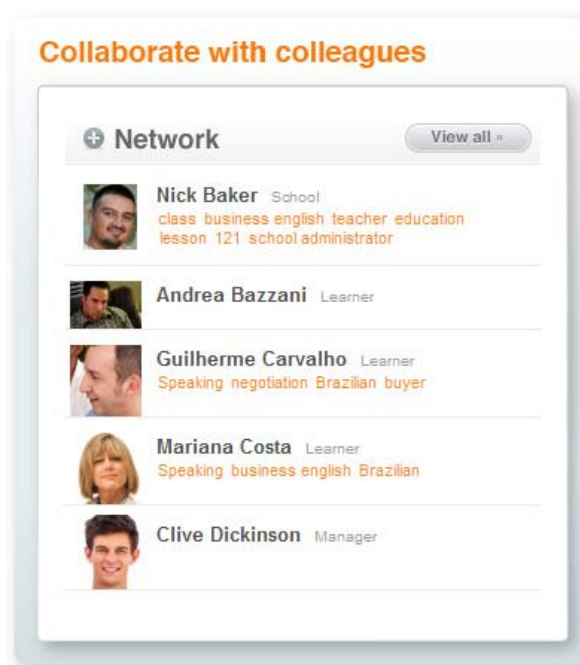 Collaborate with colleagues
Network
View all »
Nick Baker School
class business english teacher education
lesson 121 school administrator
Andrea Bazzani Learner
Guilherme Carvalho Learner
Speaking negotiation Brazilian buyer
Mariana Costa Learner
Speaking business english Brazilian
Clive Dickinson Manager